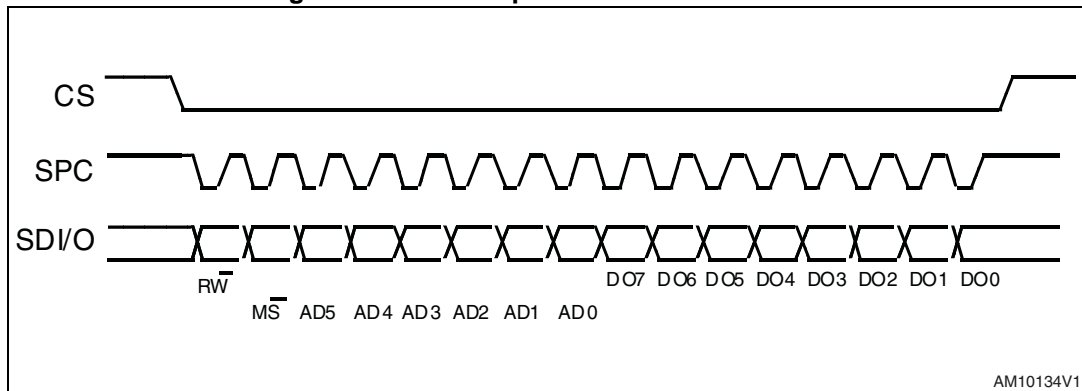 CS
SPC
SDI/O
RW̅
DO7 DO6 DO5 DO4 DO3 DO2 DO1 DO0
MS̅ AD5 AD4 AD3 AD2 AD1 AD0
AM10134V1